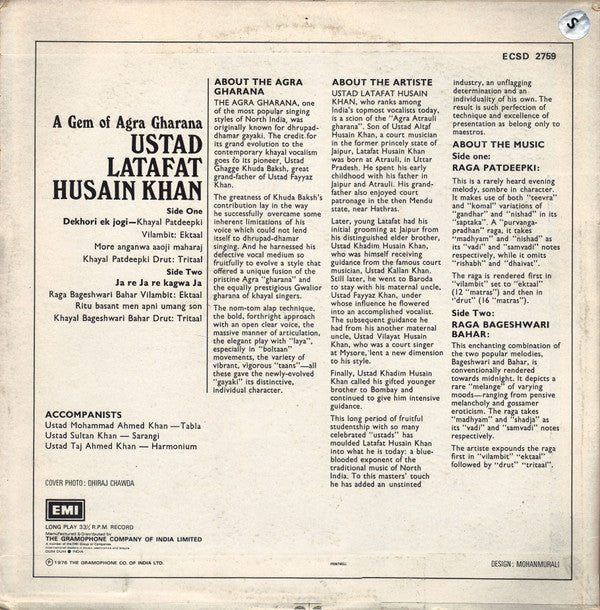 S
ECSD 2759
A Gem of Agra Gharana
USTAD
LATAFAT
HUSAIN KHAN
Side One
Dekhori ek jogi—Khayal Patdeepki
Vilambit: Ektaal
More anganwa aoji maharaj
Khayal Patdeepki Drut: Tritaal
Side Two
Ja re Ja re kagwa Ja
Raga Bageshwari Bahar Vilambit: Ektaal
Ritu basant men apni umang son
Khayal Bageshwari Bahar Drut: Tritaal
ACCOMPANISTS
Ustad Mohammad Ahmed Khan—Tabla
Ustad Sultan Khan — Sarangi
Ustad Taj Ahmed Khan — Harmonium
COVER PHOTO: DHIRAJ CHAWDA
EMI
LONG PLAY 33⅓ R.P.M. RECORD
Manufactured & Distributed by
THE GRAMOPHONE COMPANY OF INDIA LIMITED
A member of the EMI Group of Companies
DUM DUM INDIA
℗ 1976 THE GRAMOPHONE CO. OF INDIA LTD.
ABOUT THE AGRA
GHARANA
THE AGRA GHARANA, one
of the most popular singing
styles of North India, was
originally known for dhrupad-
dhamar gayaki. The credit for
its grand evolution to the
contemporary khayal vocalism
goes to its pioneer, Ustad
Ghagge Khuda Baksh, great
grand-father of Ustad Fayyaz
Khan.
The greatness of Khuda Baksh's
contribution lay in the way
he successfully overcame some
inherent limitations of his
voice which could not lend
itself to dhrupad-dhamar
singing. And he harnessed his
defective vocal medium so
fruitfully to evolve a style that
offered a unique fusion of the
pristine Agra "gharana" and
the equally prestigous Gwalior
gharana of khayal singers.
The nom-tom alap technique,
the bold, forthright approach
with an open clear voice, the
massive manner of articulation,
the elegant play with "laya",
especially in "boltaan"
movements, the variety of
vibrant, vigorous "taans"—all
these gave the newly-evolved
"gayaki" its distinctive,
individual character.
ABOUT THE ARTISTE
USTAD LATAFAT HUSAIN
KHAN, who ranks among
India's topmost vocalists today,
is a scion of the "Agra Atrauli
gharana". Son of Ustad Altaf
Husain Khan, a court musician
in the former princely state of
Jaipur, Latafat Husain Khan
was born at Atrauli, in Uttar
Pradesh. He spent his early
childhood with his father in
Jaipur and Atrauli. His grand-
father also enjoyed court
patronage in the then Mendu
state, near Hathras.
Later, young Latafat had his
initial grooming at Jaipur from
his distinguished elder brother,
Ustad Khadim Husain Khan,
who was himself receiving
guidance from the famous court
musician, Ustad Kallan Khan.
Still later, he went to Baroda
to stay with his maternal uncle,
Ustad Fayyaz Khan, under
whose influence he flowered
into an accomplished vocalist.
The subsequent guidance he
had from his another maternal
uncle, Ustad Vilayat Husain
Khan, who was a court singer
at Mysore, lent a new dimension
to his style.
Finally, Ustad Khadim Husain
Khan called his gifted younger
brother to Bombay and
continued to give him intensive
guidance.
This long period of fruitful
studentship with so many
celebrated "ustads" has
moulded Latafat Husain Khan
into what he is today: a blue-
blooded exponent of the
traditional music of North
India. To this masters' touch
he has added an unstinted
PRINTWELL
industry, an unflagging
determination and an
individuality of his own. The
result is such perfection of
technique and excellence of
presentation as belong only to
maestros.
ABOUT THE MUSIC
Side one:
RAGA PATDEEPKI:
This is a rarely heard evening
melody, sombre in character.
It makes use of both "teevra"
and "komal" variations of
"gandhar" and "nishad" in its
"saptaka". A "purvanga-
pradhan" raga, it takes
"madhyam" and "nishad" as
its "vadi" and "samvadi" notes
respectively, while it omits
"rishabh" and "dhaivat".
The raga is rendered first in
"vilambit" set to "ektaal"
(12 "matras") and then in
"drut" (16 "matras").
Side Two:
RAGA BAGESHWARI
BAHAR:
This enchanting combination of
the two popular melodies,
Bageshwari and Bahar, is
conventionally rendered
towards midnight. It depicts a
rare "melange" of varying
moods—ranging from pensive
melancholy and gossamer
eroticism. The raga takes
"madhyam" and "shadja" as
its "vadi" and "samvadi" notes
respectively.
The artiste expounds the raga
first in "vilambit" "ektaal"
followed by "drut" "tritaal".
DESIGN: MOHANMURALI